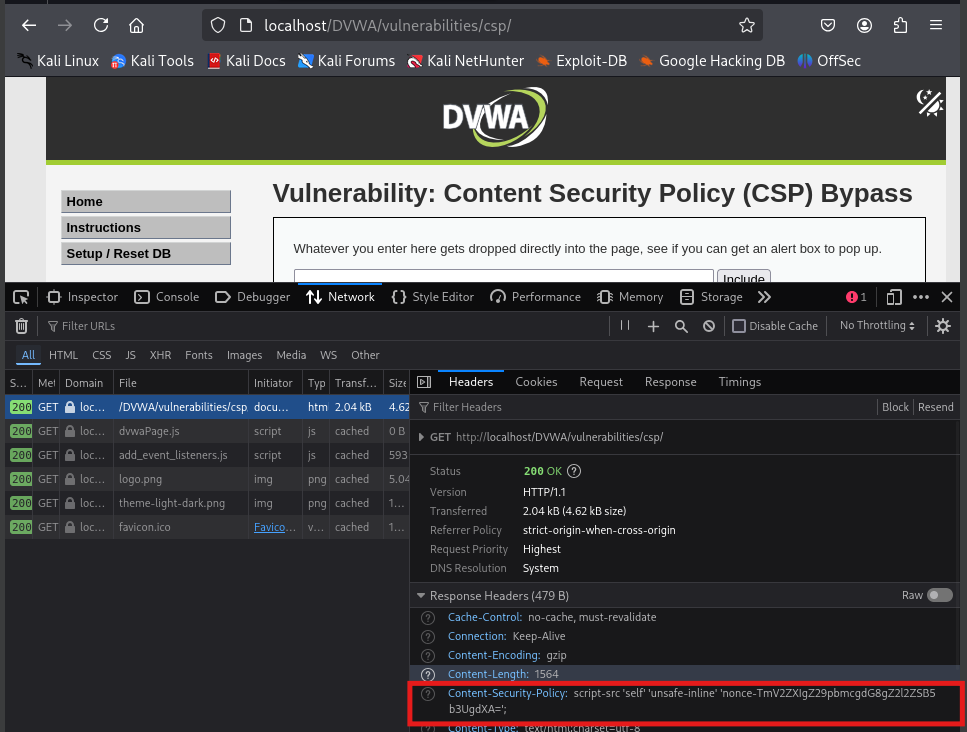 localhost/DVWA/vulnerabilities/csp/
Kali Linux Kali Tools Kali Docs Kali Forums Kali NetHunter Exploit-DB Google Hacking DB OffSec
DVWA
Vulnerability: Content Security Policy (CSP) Bypass
Home
Instructions
Setup / Reset DB
Whatever you enter here gets dropped directly into the page, see if you can get an alert box to pop up.
Include
Inspector Console Debugger Network Style Editor Performance Memory Storage 1
Filter URLs Disable Cache No Throttling
All HTML CSS JS XHR Fonts Images Media WS Other
S... Met Domain File Initiator Typ Transf... Size
200 GET loc... /DVWA/vulnerabilities/csp, docu... htm 2.04 kB 4.62
200 GET loc... dvwaPage.js script js cached 0 B
200 GET loc... add_event_listeners.js script js cached 593
200 GET loc... logo.png img png cached 5.04
200 GET loc... theme-light-dark.png img png cached 1...
200 GET loc... favicon.ico Favico... v... cached 1...
Headers Cookies Request Response Timings
Filter Headers Block Resend
GET http://localhost/DVWA/vulnerabilities/csp/
Status 200 OK
Version HTTP/1.1
Transferred 2.04 kB (4.62 kB size)
Referrer Policy strict-origin-when-cross-origin
Request Priority Highest
DNS Resolution System
Response Headers (479 B) Raw
Cache-Control: no-cache, must-revalidate
Connection: Keep-Alive
Content-Encoding: gzip
Content-Length: 1564
Content-Security-Policy: script-src 'self' 'unsafe-inline' 'nonce-TmV2ZXIgZ29pbmcgdG8gZ2l2ZSB5
b3UgdXA=';
Content-Type: text/html;charset=utf-8